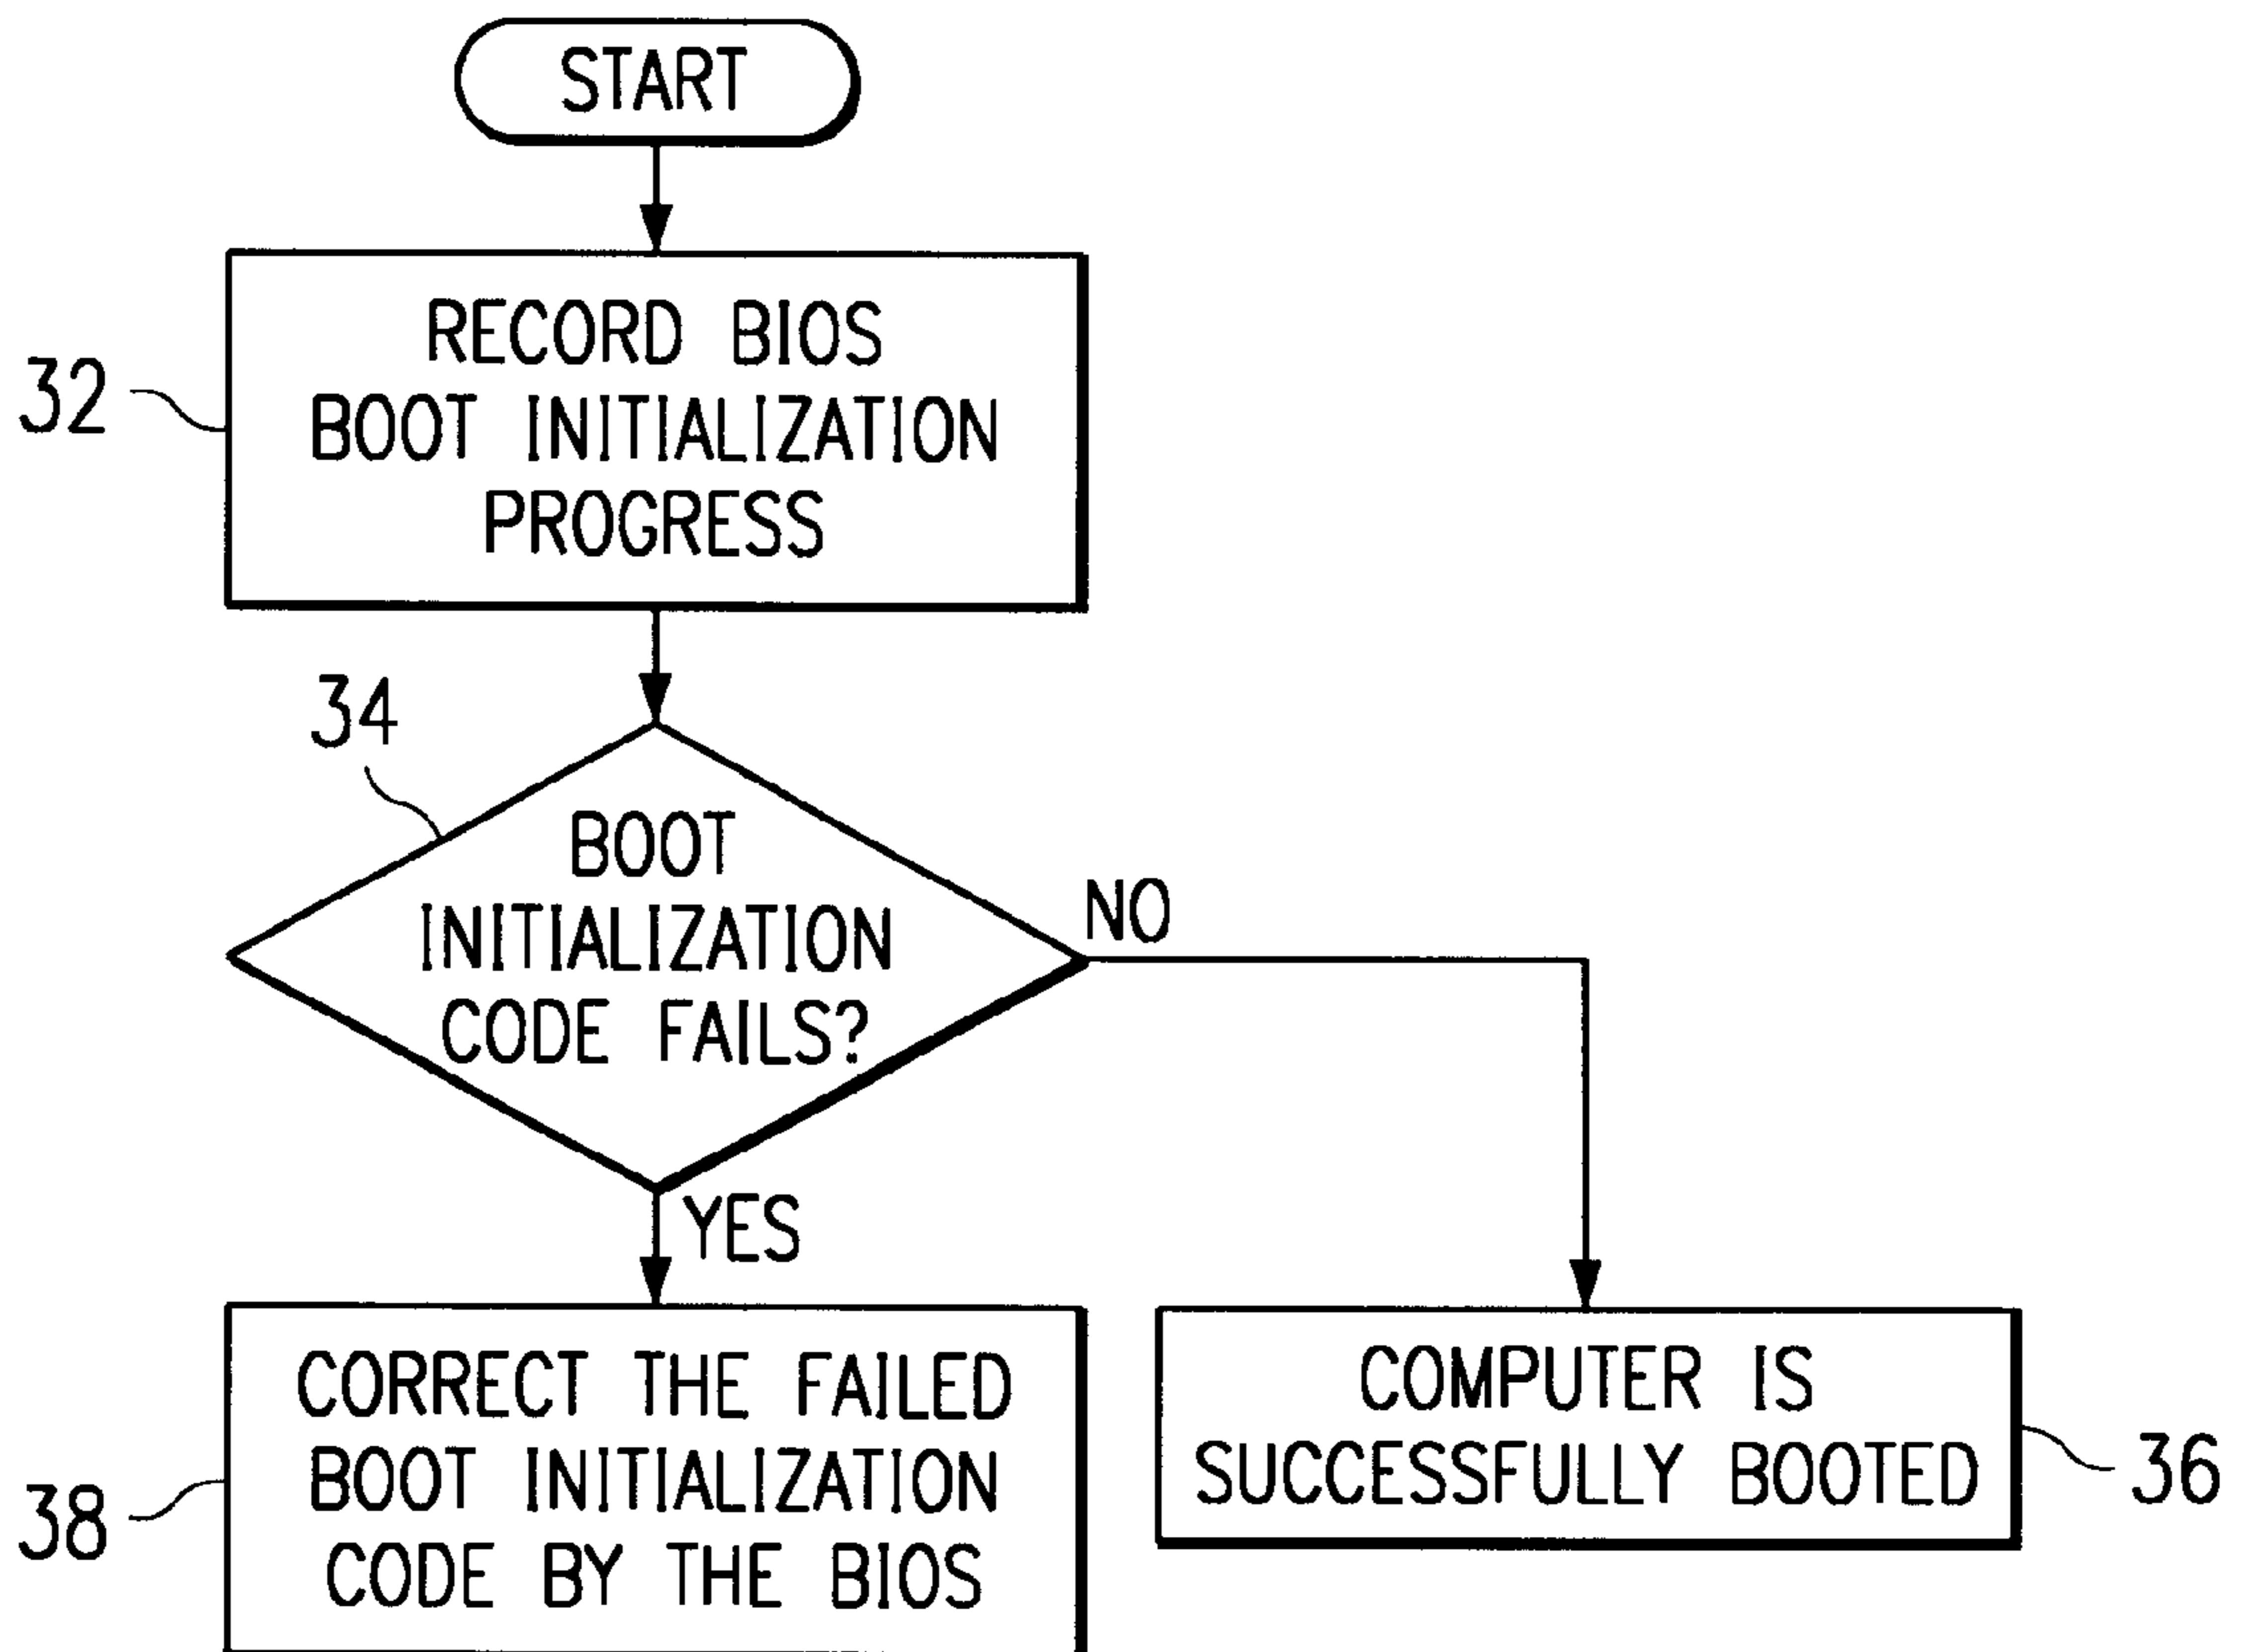 START
32
RECORD BIOS
BOOT INITIALIZATION
PROGRESS
34
BOOT
INITIALIZATION
CODE FAILS?
NO
YES
38
CORRECT THE FAILED
BOOT INITIALIZATION
CODE BY THE BIOS
COMPUTER IS
SUCCESSFULLY BOOTED
36